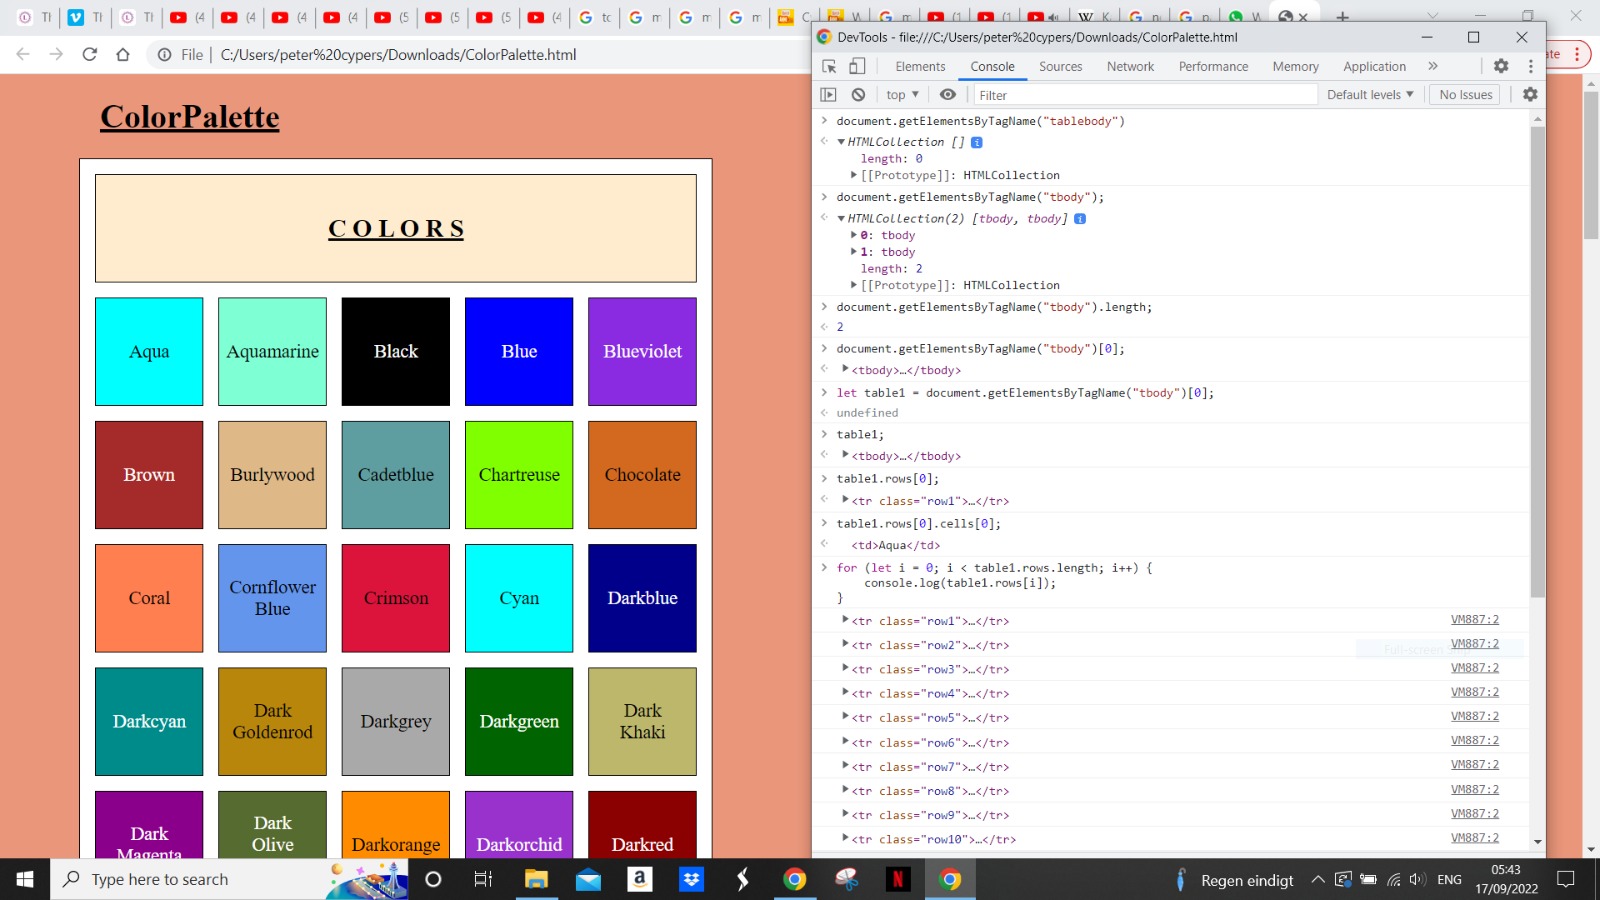 DevTools - file:///C:/Users/peter%20cypers/Downloads/ColorPalette.html
File | C:/Users/peter%20cypers/Downloads/ColorPalette.html
Elements Console Sources Network Performance Memory Application »
top ▼ Filter Default levels ▼ No Issues
ColorPalette
C O L O R S
Aqua Aquamarine Black Blue Blueviolet
Brown Burlywood Cadetblue Chartreuse Chocolate
Coral Cornflower Blue Crimson Cyan Darkblue
Darkcyan Dark Goldenrod Darkgrey Darkgreen Dark Khaki
Dark Magenta Dark Olive Darkorange Darkorchid Darkred
document.getElementsByTagName("tablebody")
HTMLCollection []
length: 0
[[Prototype]]: HTMLCollection
document.getElementsByTagName("tbody");
HTMLCollection(2) [tbody, tbody]
0: tbody
1: tbody
length: 2
[[Prototype]]: HTMLCollection
document.getElementsByTagName("tbody").length;
2
document.getElementsByTagName("tbody")[0];
<tbody>…</tbody>
let table1 = document.getElementsByTagName("tbody")[0];
undefined
table1;
<tbody>…</tbody>
table1.rows[0];
<tr class="row1">…</tr>
table1.rows[0].cells[0];
<td>Aqua</td>
for (let i = 0; i < table1.rows.length; i++) {
console.log(table1.rows[i]);
}
<tr class="row1">…</tr> VM887:2
<tr class="row2">…</tr> VM887:2
<tr class="row3">…</tr> VM887:2
<tr class="row4">…</tr> VM887:2
<tr class="row5">…</tr> VM887:2
<tr class="row6">…</tr> VM887:2
<tr class="row7">…</tr> VM887:2
<tr class="row8">…</tr> VM887:2
<tr class="row9">…</tr> VM887:2
<tr class="row10">…</tr> VM887:2
Type here to search
Regen eindigt ENG 05:43
17/09/2022